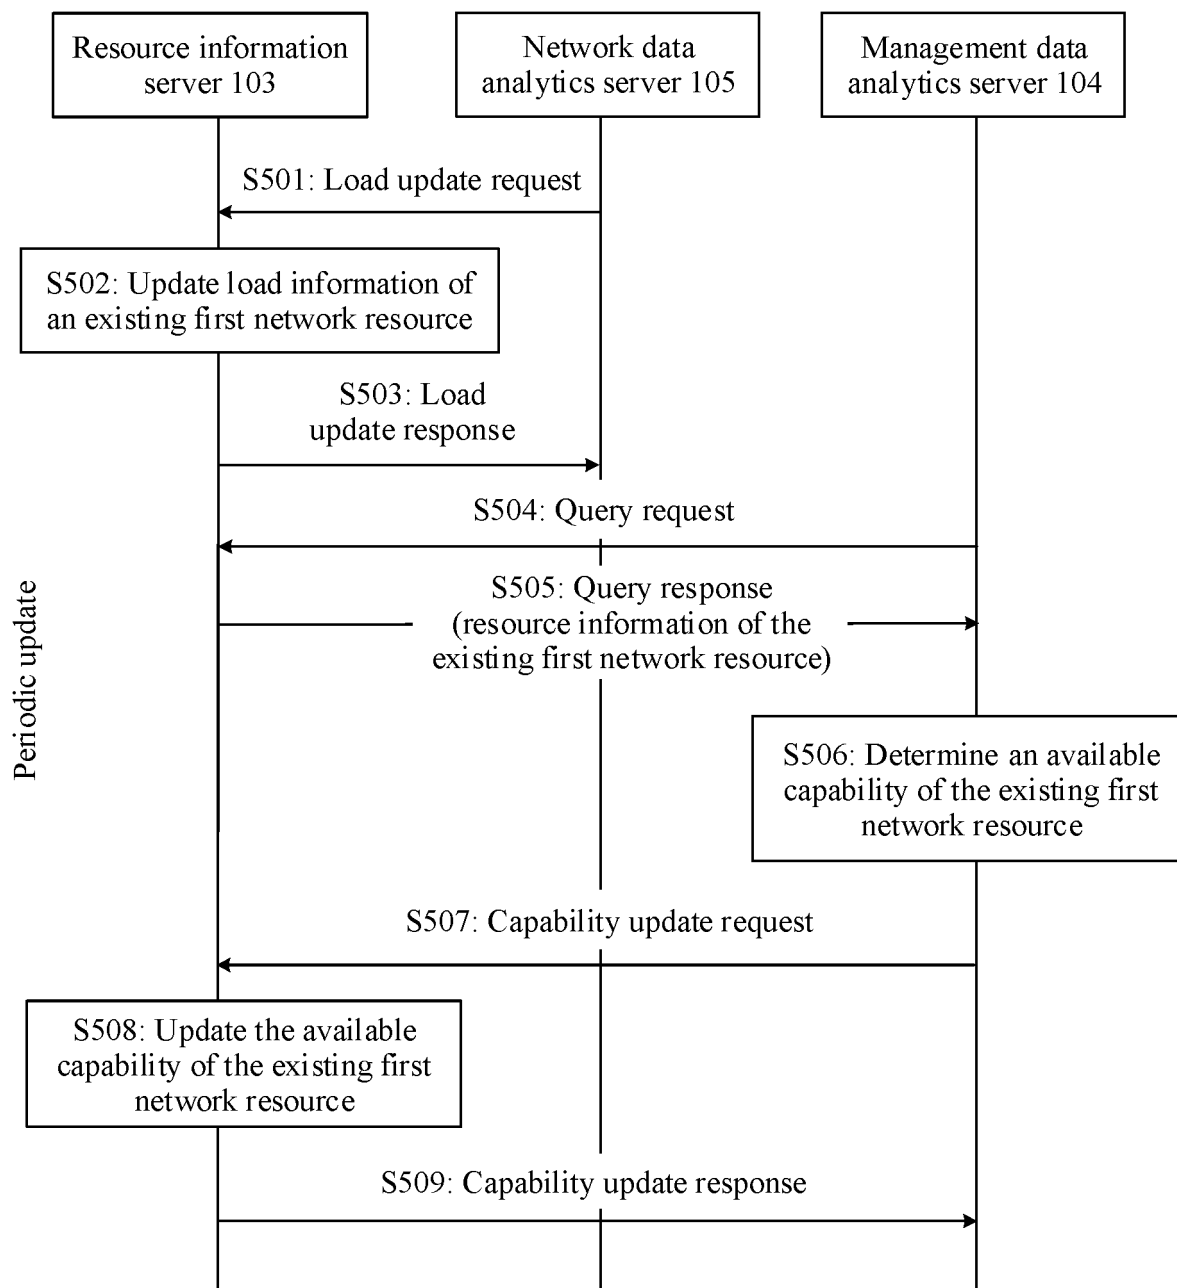 Resource information
server 103
Network data
analytics server 105
Management data
analytics server 104
S501: Load update request
S502: Update load information of
an existing first network resource
S503: Load
update response
S504: Query request
S505: Query response
(resource information of the
existing first network resource)
Periodic update
S506: Determine an available
capability of the existing first
network resource
S507: Capability update request
S508: Update the available
capability of the existing first
network resource
S509: Capability update response